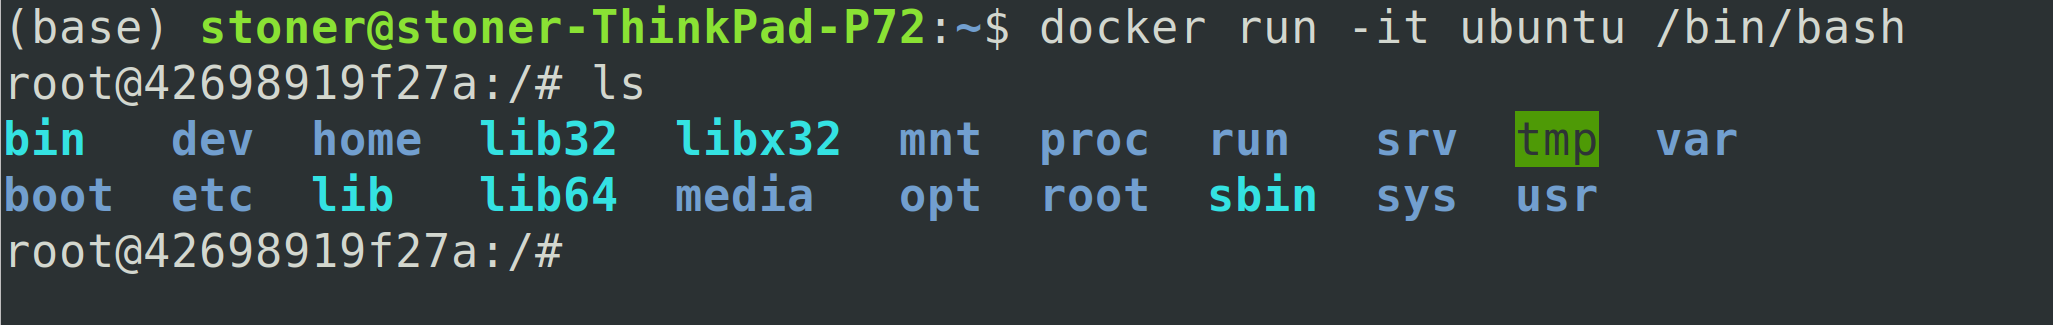 (base) stoner@stoner-ThinkPad-P72:~$ docker run -it ubuntu /bin/bash
root@42698919f27a:/# ls
bin   dev  home  lib32  libx32  mnt  proc  run   srv  tmp  var
boot  etc  lib   lib64  media   opt  root  sbin  sys  usr
root@42698919f27a:/#